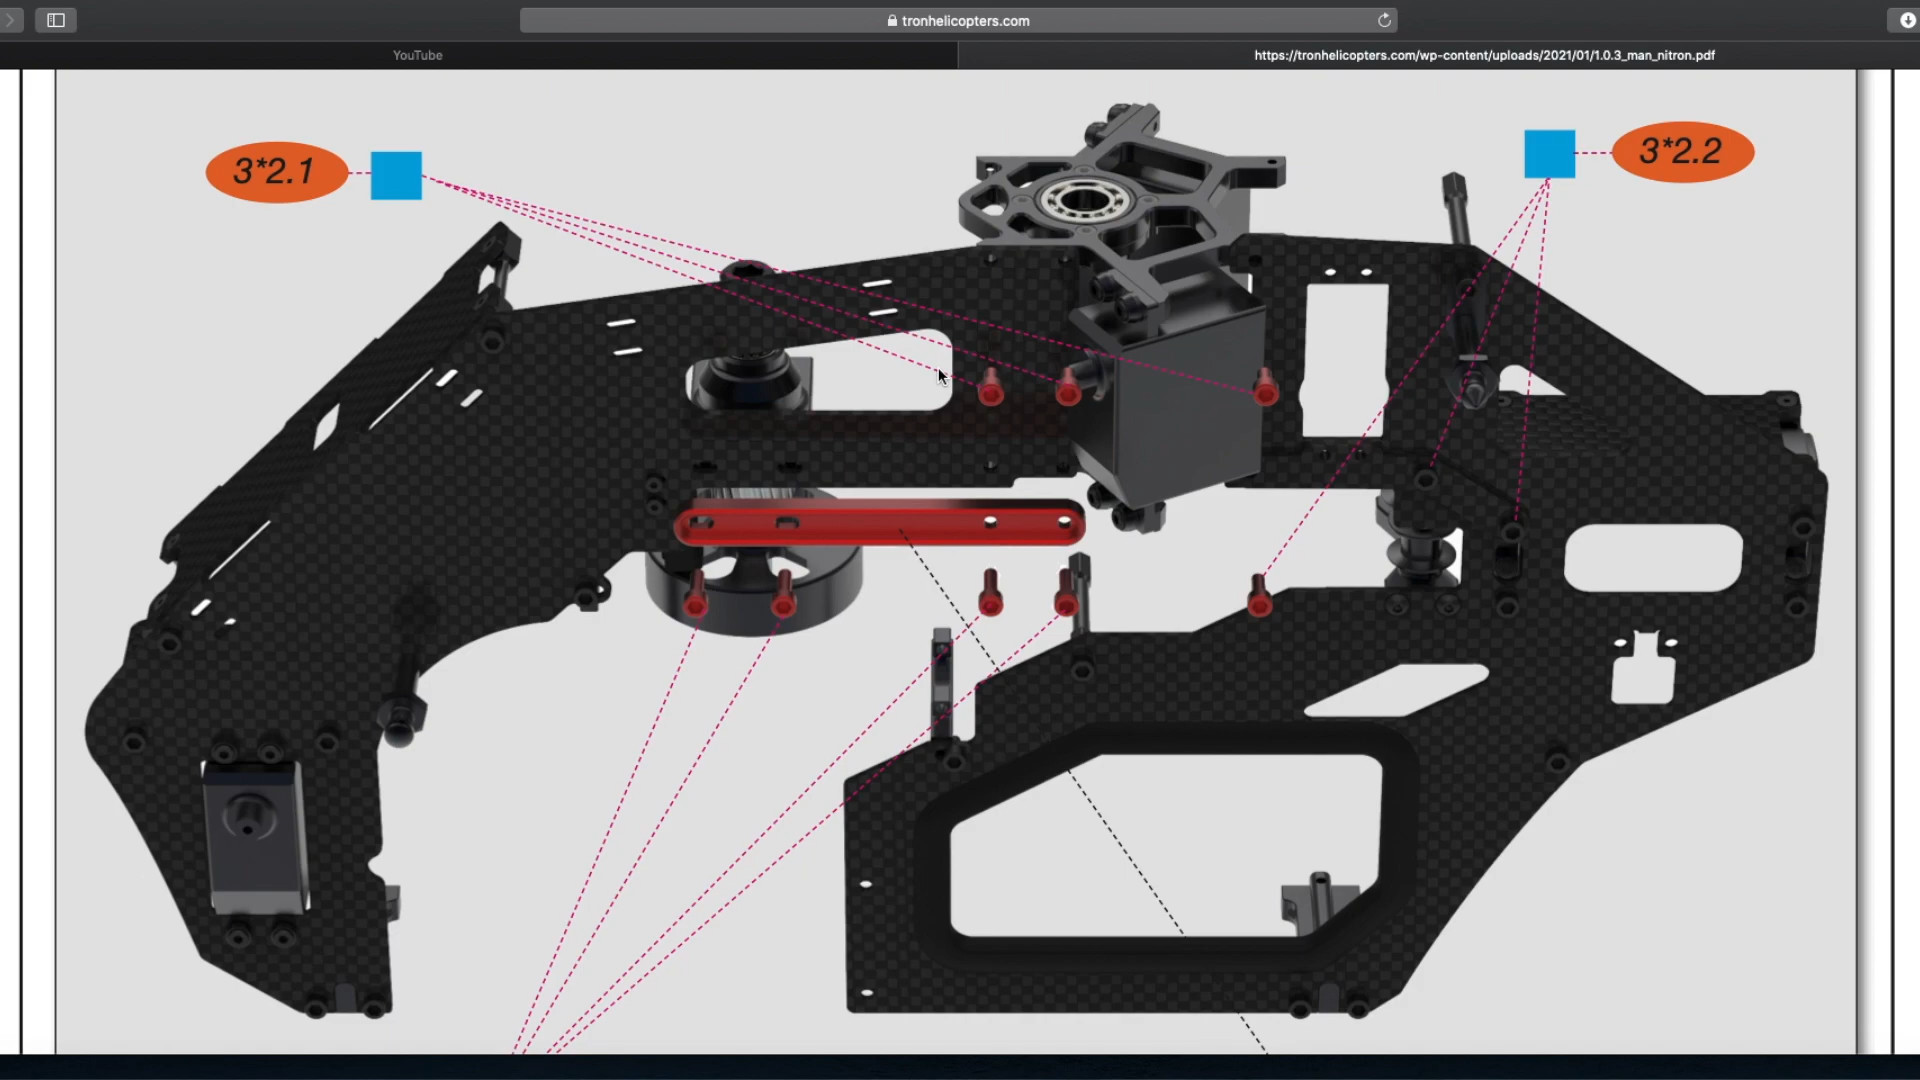 tronhelicopters.com
YouTube
https://tronhelicopters.com/wp-content/uploads/2021/01/1.0.3_man_nitron.pdf
3*2.1
3*2.2